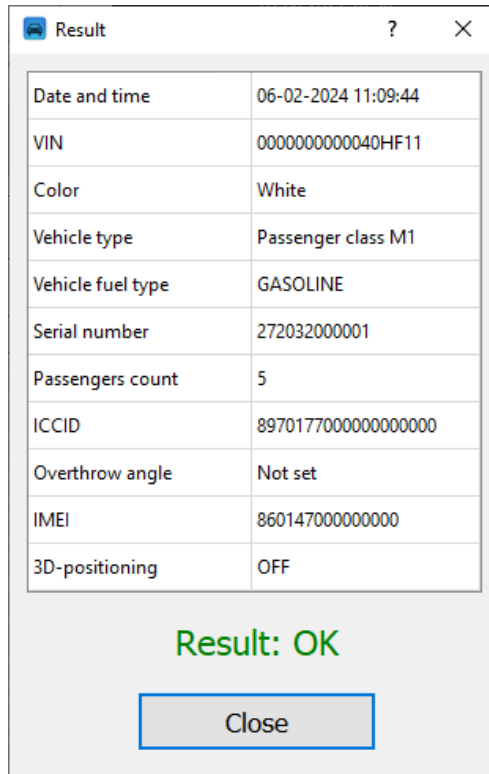 Result ?
Date and time 06-02-2024 11:09:44
VIN 0000000000040HF11
Color White
Vehicle type Passenger class M1
Vehicle fuel type GASOLINE
Serial number 272032000001
Passengers count 5
ICCID 8970177000000000000
Overthrow angle Not set
IMEI 860147000000000
3D-positioning OFF
Result: OK
Close